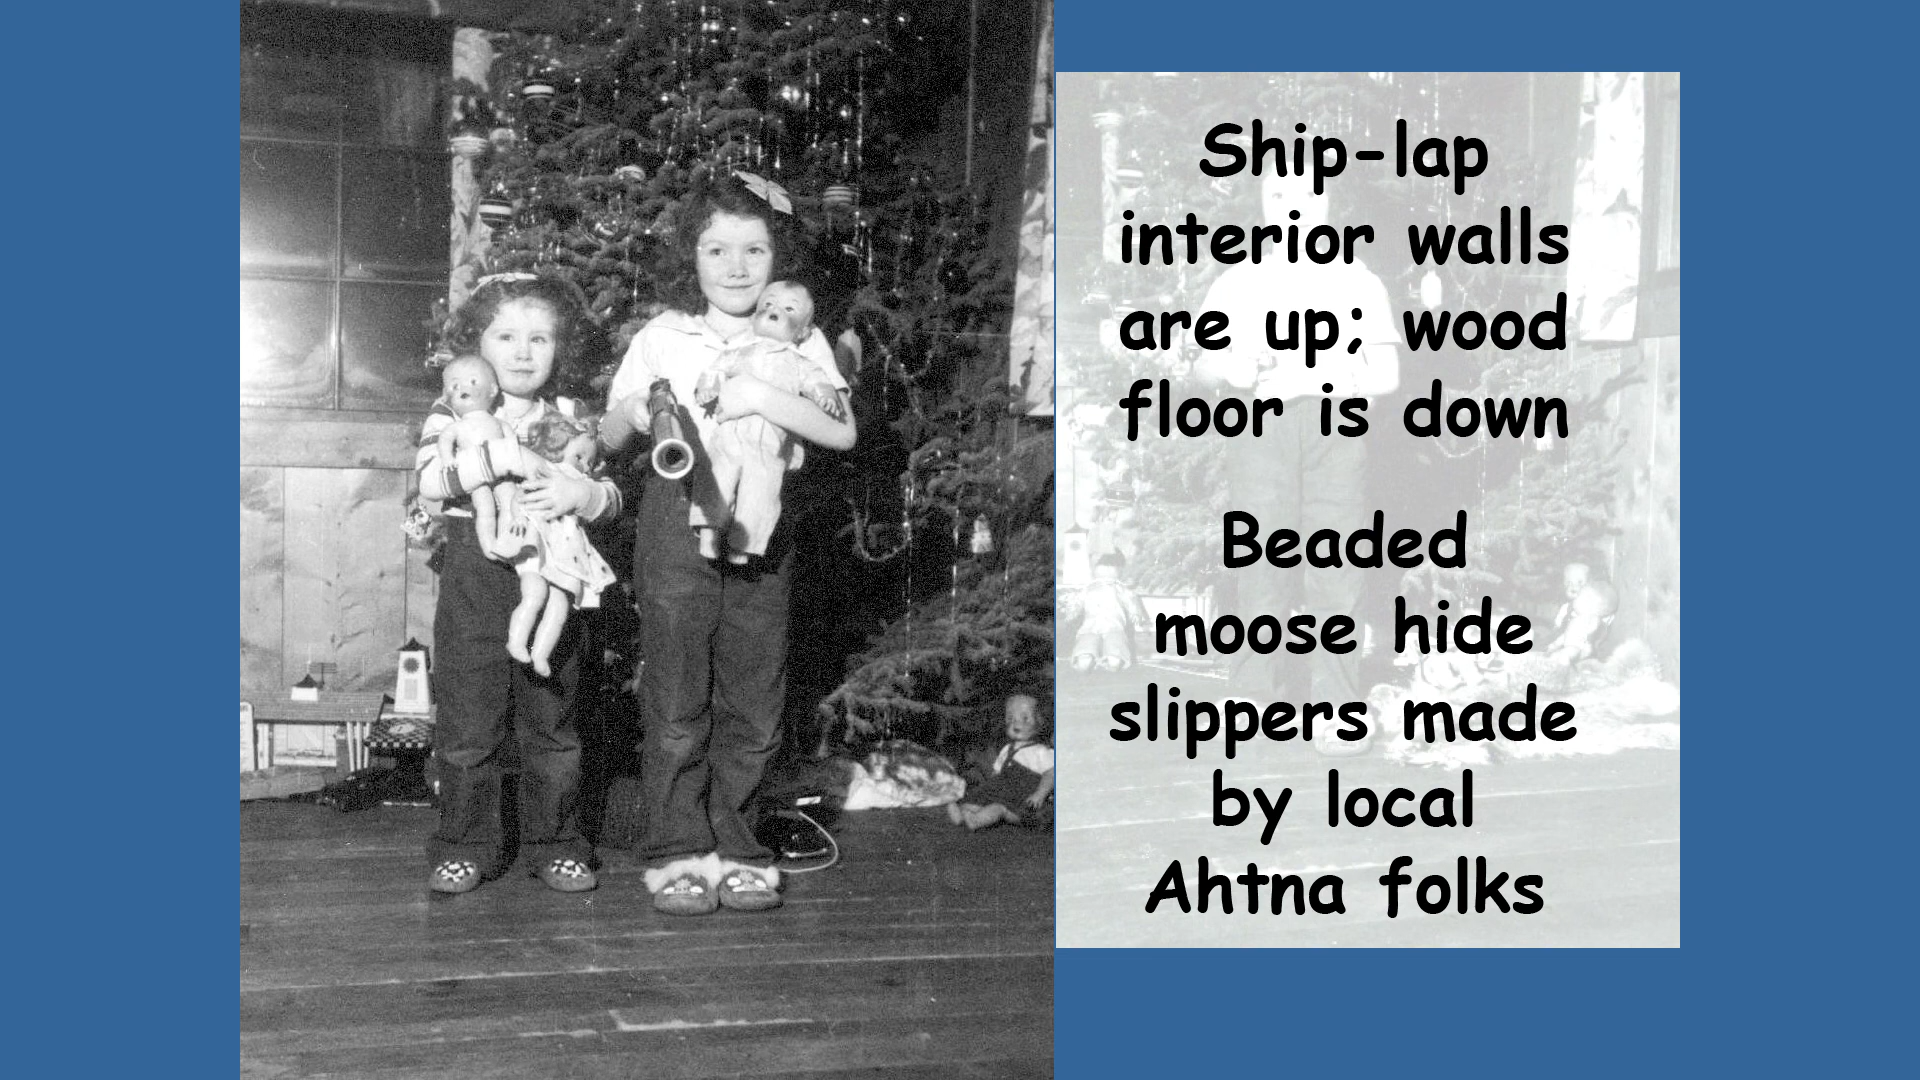 Ship-lap
interior walls
are up; wood
floor is down
Beaded
moose hide
slippers made
by local
Ahtna folks